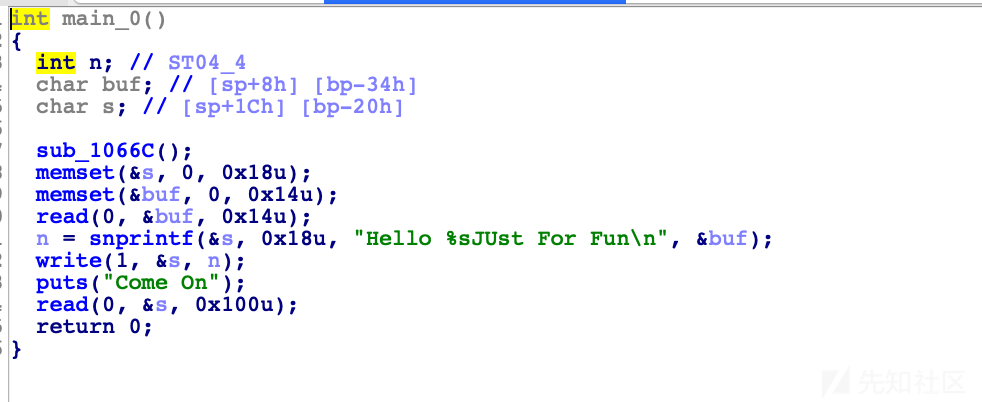 int main_0()
{
int n; // ST04_4
char buf; // [sp+8h] [bp-34h]
char s; // [sp+1Ch] [bp-20h]
sub_1066C();
memset(&s, 0, 0x18u);
memset(&buf, 0, 0x14u);
read(0, &buf, 0x14u);
n = snprintf(&s, 0x18u, "Hello %sJUst For Fun\n", &buf);
write(1, &s, n);
puts("Come On");
read(0, &s, 0x100u);
return 0;
}
先知社区